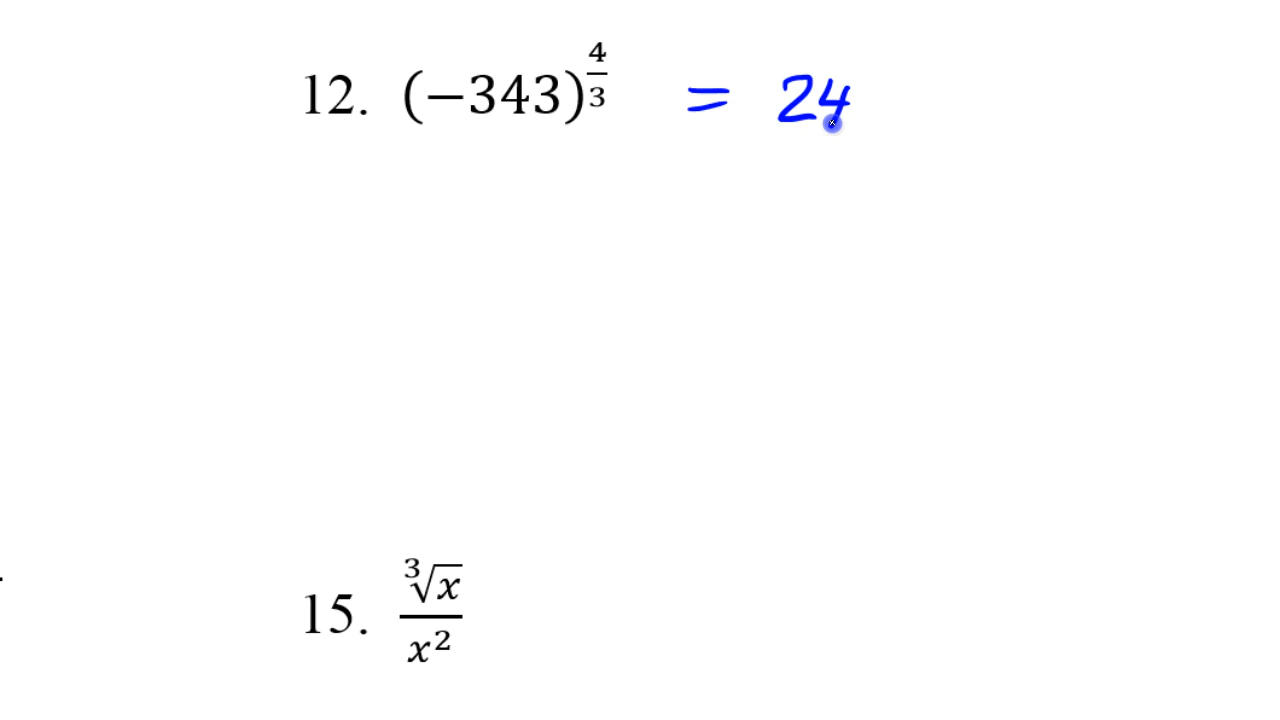 12. (−343)^(4/3) = 24
15. ∛x / x²